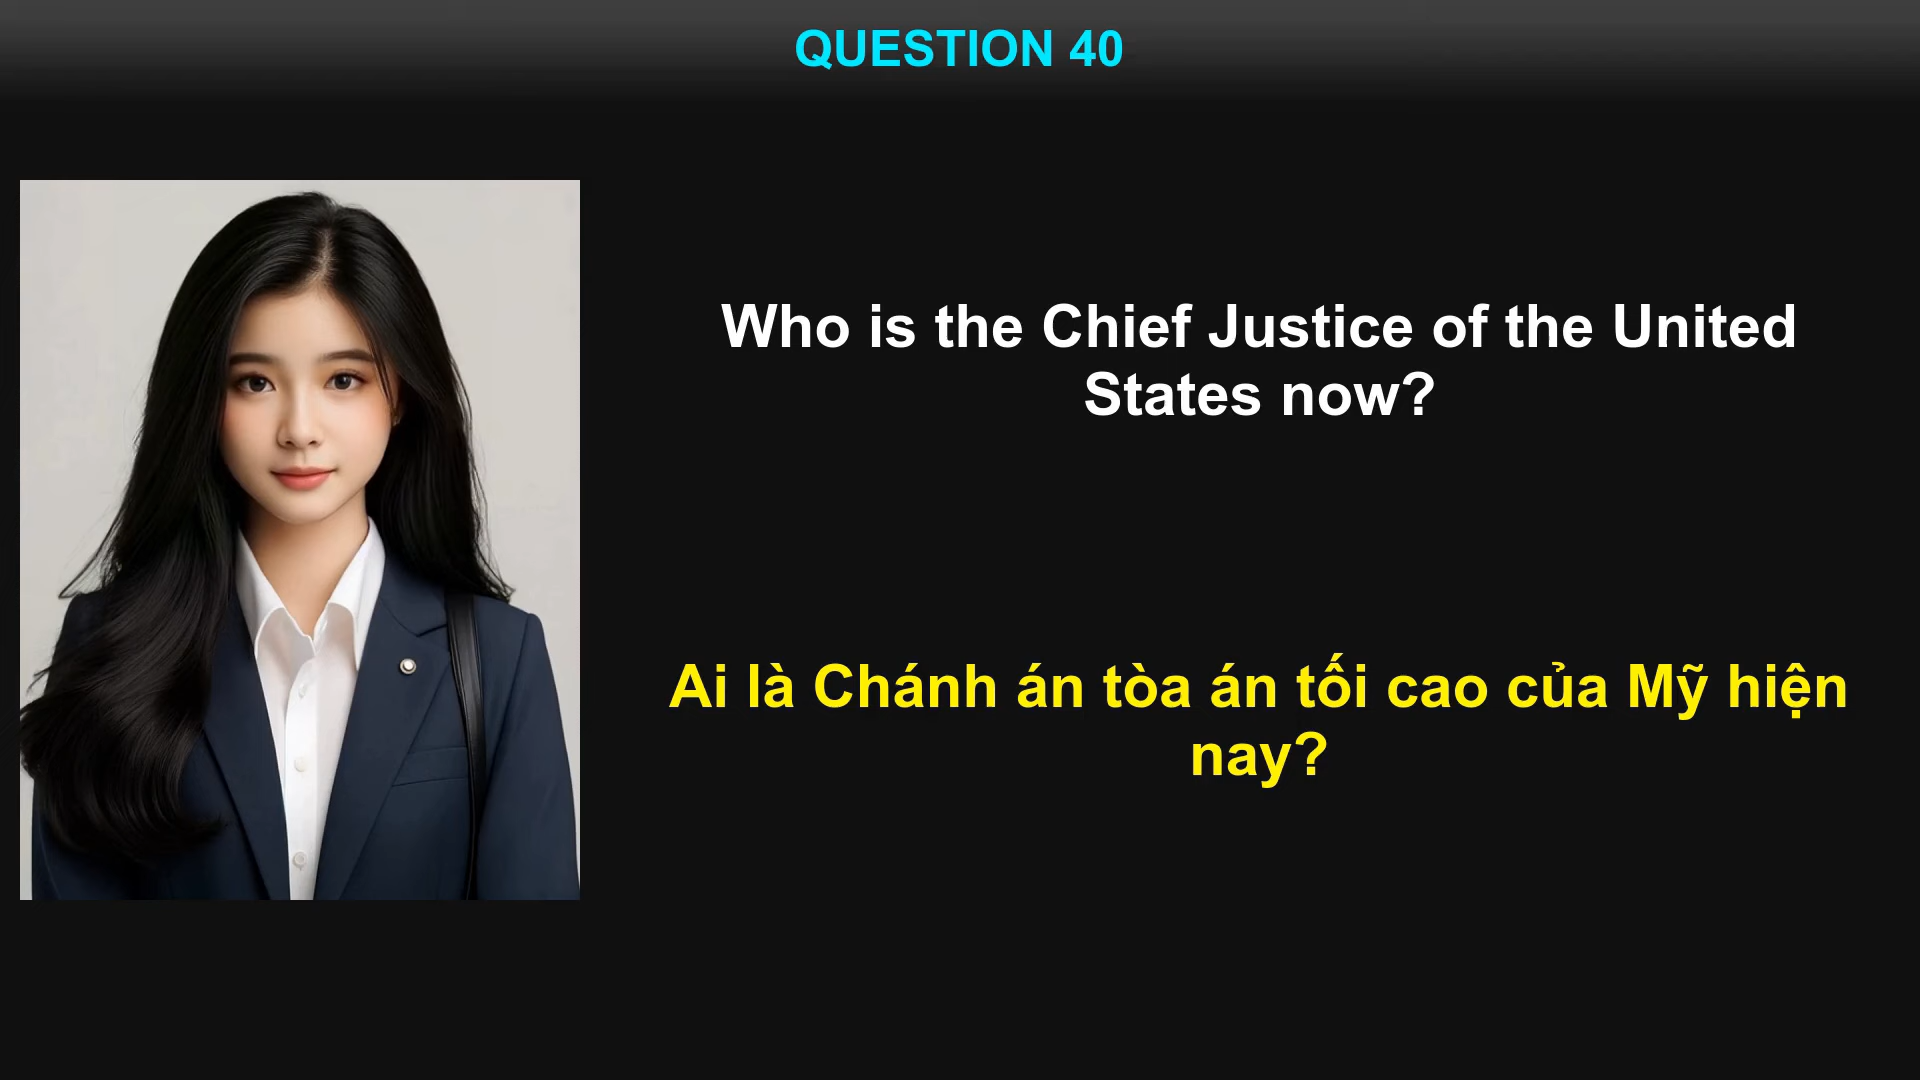 QUESTION 40
Who is the Chief Justice of the United
States now?
Ai là Chánh án tòa án tối cao của Mỹ hiện
nay?